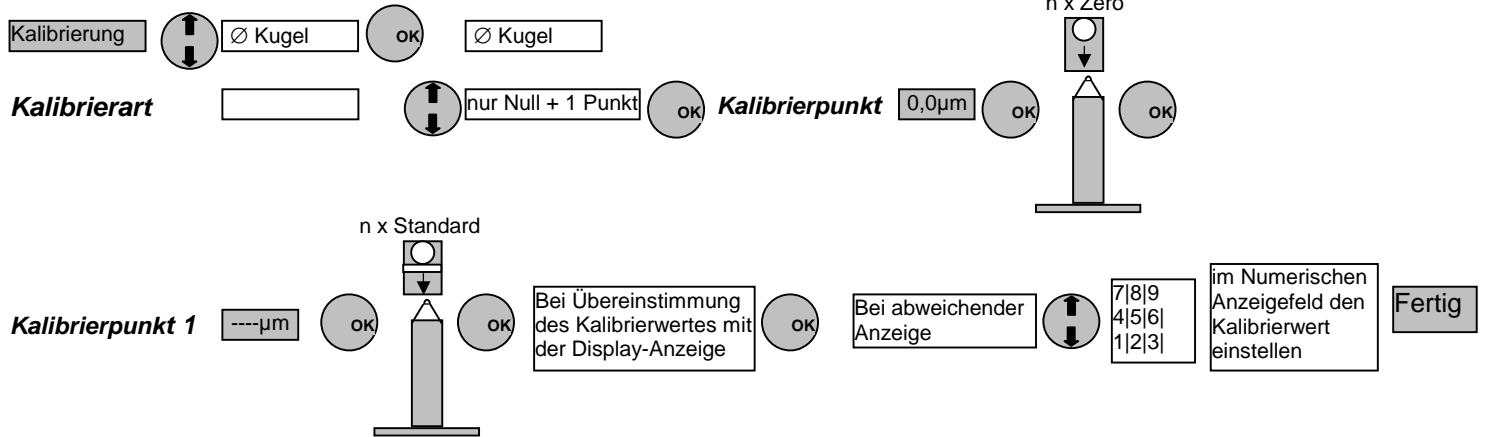 n x Zero
Kalibrierung ∅ Kugel OK ∅ Kugel
Kalibrierart nur Null + 1 Punkt OK Kalibrierpunkt 0,0µm OK OK
n x Standard
Kalibrierpunkt 1 ----µm OK OK
Bei Übereinstimmung
des Kalibrierwertes mit
der Display-Anzeige
OK
Bei abweichender
Anzeige
7|8|9
4|5|6|
1|2|3|
im Numerischen
Anzeigefeld den
Kalibrierwert
einstellen
Fertig